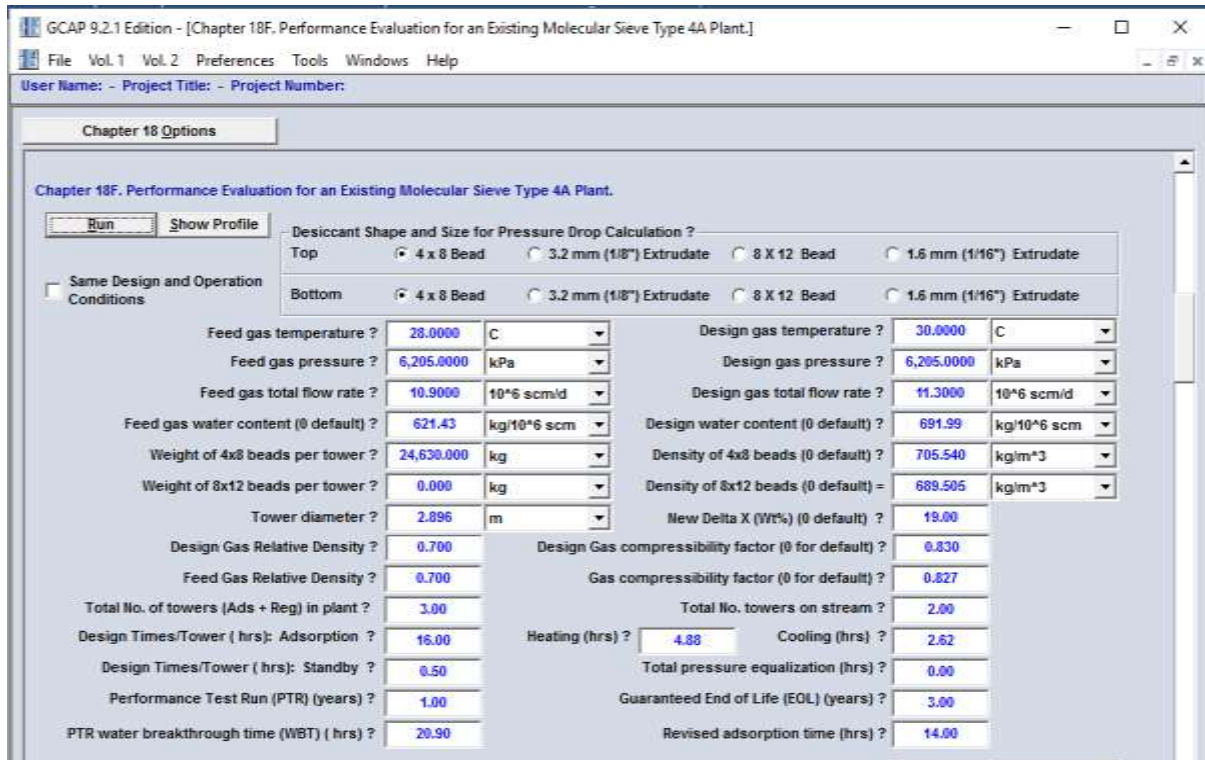 GCAP 9.2.1 Edition - [Chapter 18F. Performance Evaluation for an Existing Molecular Sieve Type 4A Plant.]
File Vol. 1 Vol. 2 Preferences Tools Windows Help
User Name: - Project Title: - Project Number:
Chapter 18 Options
Chapter 18F. Performance Evaluation for an Existing Molecular Sieve Type 4A Plant.
Run Show Profile
Desiccant Shape and Size for Pressure Drop Calculation ?
Top 4 x 8 Bead 3.2 mm (1/8") Extrudate 8 X 12 Bead 1.6 mm (1/16") Extrudate
Same Design and Operation Conditions
Bottom 4 x 8 Bead 3.2 mm (1/8") Extrudate 8 X 12 Bead 1.6 mm (1/16") Extrudate
Feed gas temperature ? 28.0000 C Design gas temperature ? 30.0000 C
Feed gas pressure ? 6,205.0000 kPa Design gas pressure ? 6,205.0000 kPa
Feed gas total flow rate ? 10.9000 10^6 scm/d Design gas total flow rate ? 11.3000 10^6 scm/d
Feed gas water content (0 default) ? 621.43 kg/10^6 scm Design water content (0 default) ? 691.99 kg/10^6 scm
Weight of 4x8 beads per tower ? 24,630.000 kg Density of 4x8 beads (0 default) ? 705.540 kg/m^3
Weight of 8x12 beads per tower ? 0.000 kg Density of 8x12 beads (0 default) = 689.505 kg/m^3
Tower diameter ? 2.896 m New Delta X (Wt%) (0 default) ? 19.00
Design Gas Relative Density ? 0.700 Design Gas compressibility factor (0 for default) ? 0.830
Feed Gas Relative Density ? 0.700 Gas compressibility factor (0 for default) ? 0.827
Total No. of towers (Ads + Reg) in plant ? 3.00 Total No. towers on stream ? 2.00
Design Times/Tower ( hrs): Adsorption ? 16.00 Heating (hrs) ? 4.88 Cooling (hrs) ? 2.62
Design Times/Tower ( hrs): Standby ? 0.50 Total pressure equalization (hrs) ? 0.00
Performance Test Run (PTR) (years) ? 1.00 Guaranteed End of Life (EOL) (years) ? 3.00
PTR water breakthrough time (WBT) ( hrs) ? 20.90 Revised adsorption time (hrs) ? 14.00